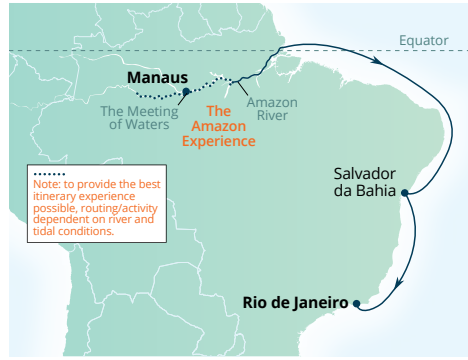 Equator
Manaus
The Meeting
of Waters
The
Amazon
Experience
Amazon
River
Note: to provide the best
itinerary experience
possible, routing/activity
dependent on river and
tidal conditions.
Salvador
da Bahia
Rio de Janeiro